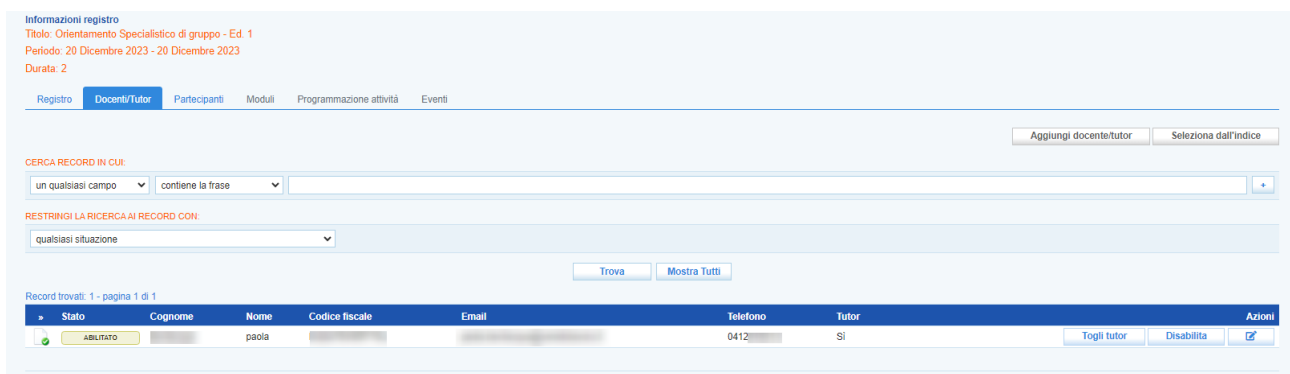 Informazioni registro
Titolo: Orientamento Specialistico di gruppo - Ed. 1
Periodo: 20 Dicembre 2023 - 20 Dicembre 2023
Durata: 2
Registro Docenti/Tutor Partecipanti Moduli Programmazione attività Eventi
Aggiungi docente/tutor Seleziona dall'indice
CERCA RECORD IN CUI:
un qualsiasi campo contiene la frase +
RESTRINGI LA RICERCA AI RECORD CON:
qualsiasi situazione
Trova Mostra Tutti
Record trovati: 1 - pagina 1 di 1
» Stato Cognome Nome Codice fiscale Email Telefono Tutor Azioni
ABILITATO paola 0412 Sì Togli tutor Disabilita